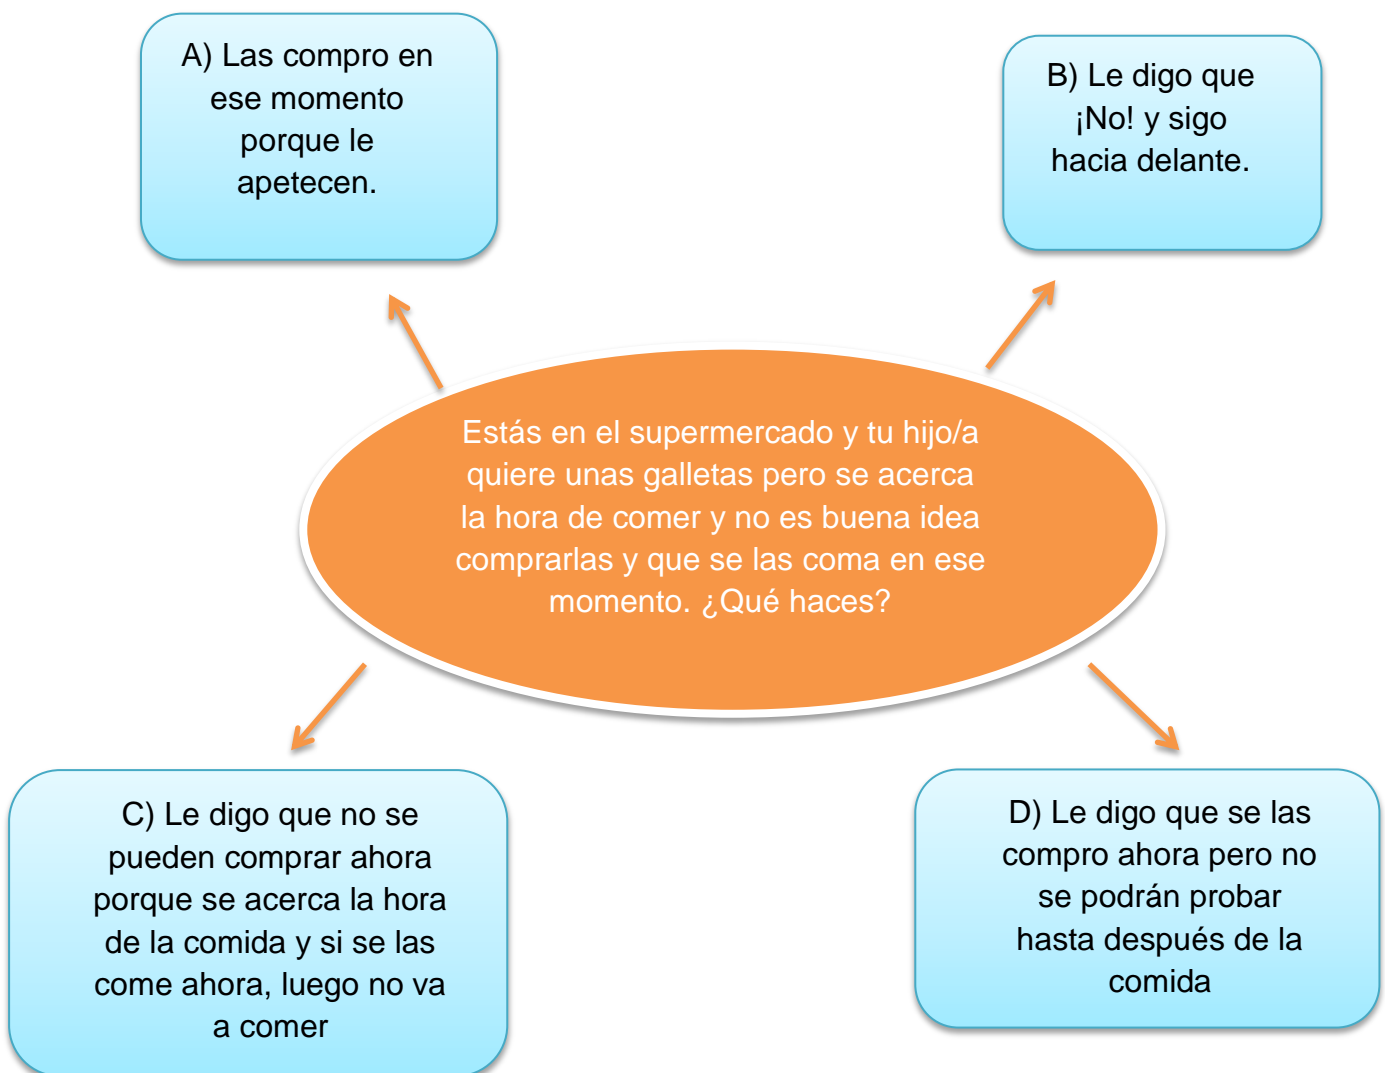 A) Las compro en
ese momento
porque le
apetecen.
B) Le digo que
¡No! y sigo
hacia delante.
Estás en el supermercado y tu hijo/a
quiere unas galletas pero se acerca
la hora de comer y no es buena idea
comprarlas y que se las coma en ese
momento. ¿Qué haces?
C) Le digo que no se
pueden comprar ahora
porque se acerca la hora
de la comida y si se las
come ahora, luego no va
a comer
D) Le digo que se las
compro ahora pero no
se podrán probar
hasta después de la
comida